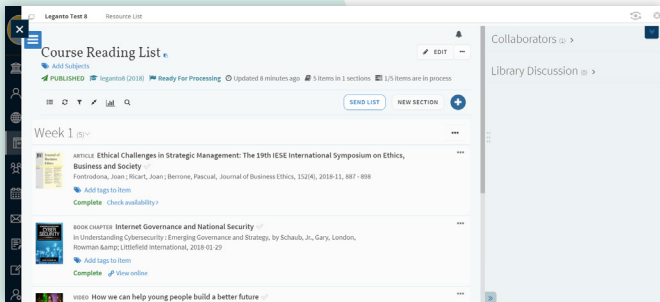 Leganto Test 8 Resource List
Course Reading List
EDIT
Add Subjects
PUBLISHED leganto8 (2018) Ready For Processing Updated 8 minutes ago 5 items in 1 sections 1/5 items are in process
SEND LIST NEW SECTION
Week 1 (5)
ARTICLE Ethical Challenges in Strategic Management: The 19th IESE International Symposium on Ethics,
Business and Society
Fontrodona, Joan ; Ricart, Joan ; Berrone, Pascual, Journal of Business Ethics, 152(4), 2018-11, 887 - 898
Add tags to item
Complete Check availability
BOOK CHAPTER Internet Governance and National Security
in Understanding Cybersecurity : Emerging Governance and Strategy, by Schaub, Jr., Gary, London,
Rowman &amp; Littlefield International, 2018-01-29
Add tags to item
Complete View online
VIDEO How we can help young people build a better future
Collaborators (1)
Library Discussion (0)
CYBER
SECURITY